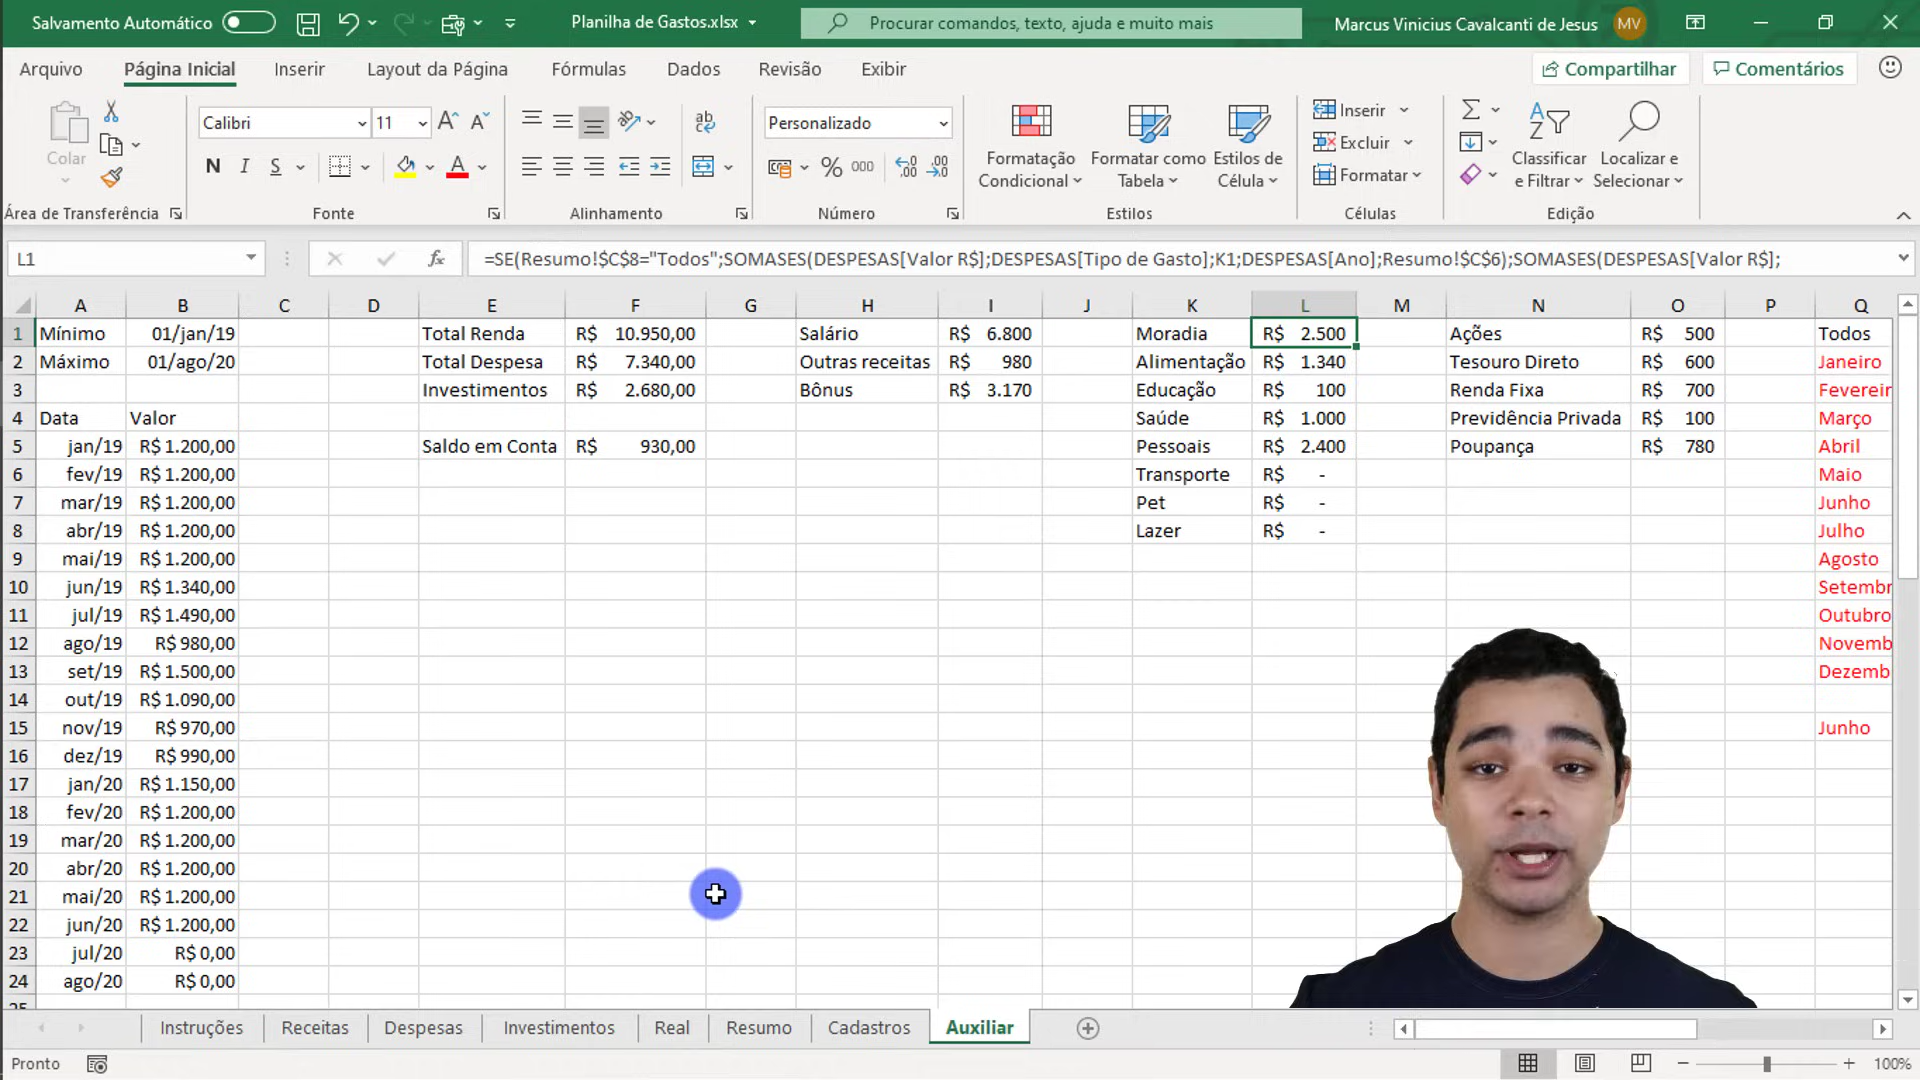 Salvamento Automático
Planilha de Gastos.xlsx
Procurar comandos, texto, ajuda e muito mais
Marcus Vinicius Cavalcanti de Jesus MV
Arquivo Página Inicial Inserir Layout da Página Fórmulas Dados Revisão Exibir Compartilhar Comentários
Colar
Calibri 11
N I S
ab
Personalizado
% 000
Formatação Condicional
Formatar como Tabela
Estilos de Célula
Inserir
Excluir
Formatar
Classificar e Filtrar
Localizar e Selecionar
Área de Transferência Fonte Alinhamento Número Estilos Células Edição
L1 fx =SE(Resumo!$C$8="Todos";SOMASES(DESPESAS[Valor R$];DESPESAS[Tipo de Gasto];K1;DESPESAS[Ano];Resumo!$C$6);SOMASES(DESPESAS[Valor R$];
A B C D E F G H I J K L M N O P Q
1 Mínimo 01/jan/19 Total Renda R$ 10.950,00 Salário R$ 6.800 Moradia R$ 2.500 Ações R$ 500 Todos
2 Máximo 01/ago/20 Total Despesa R$ 7.340,00 Outras receitas R$ 980 Alimentação R$ 1.340 Tesouro Direto R$ 600 Janeiro
3 Investimentos R$ 2.680,00 Bônus R$ 3.170 Educação R$ 100 Renda Fixa R$ 700 Fevereir
4 Data Valor Saúde R$ 1.000 Previdência Privada R$ 100 Março
5 jan/19 R$ 1.200,00 Saldo em Conta R$ 930,00 Pessoais R$ 2.400 Poupança R$ 780 Abril
6 fev/19 R$ 1.200,00 Transporte R$ - Maio
7 mar/19 R$ 1.200,00 Pet R$ - Junho
8 abr/19 R$ 1.200,00 Lazer R$ - Julho
9 mai/19 R$ 1.200,00 Agosto
10 jun/19 R$ 1.340,00 Setembr
11 jul/19 R$ 1.490,00 Outubro
12 ago/19 R$ 980,00 Novemb
13 set/19 R$ 1.500,00 Dezemb
14 out/19 R$ 1.090,00
15 nov/19 R$ 970,00 Junho
16 dez/19 R$ 990,00
17 jan/20 R$ 1.150,00
18 fev/20 R$ 1.200,00
19 mar/20 R$ 1.200,00
20 abr/20 R$ 1.200,00
21 mai/20 R$ 1.200,00
22 jun/20 R$ 1.200,00
23 jul/20 R$ 0,00
24 ago/20 R$ 0,00
Instruções Receitas Despesas Investimentos Real Resumo Cadastros Auxiliar
Pronto 100%